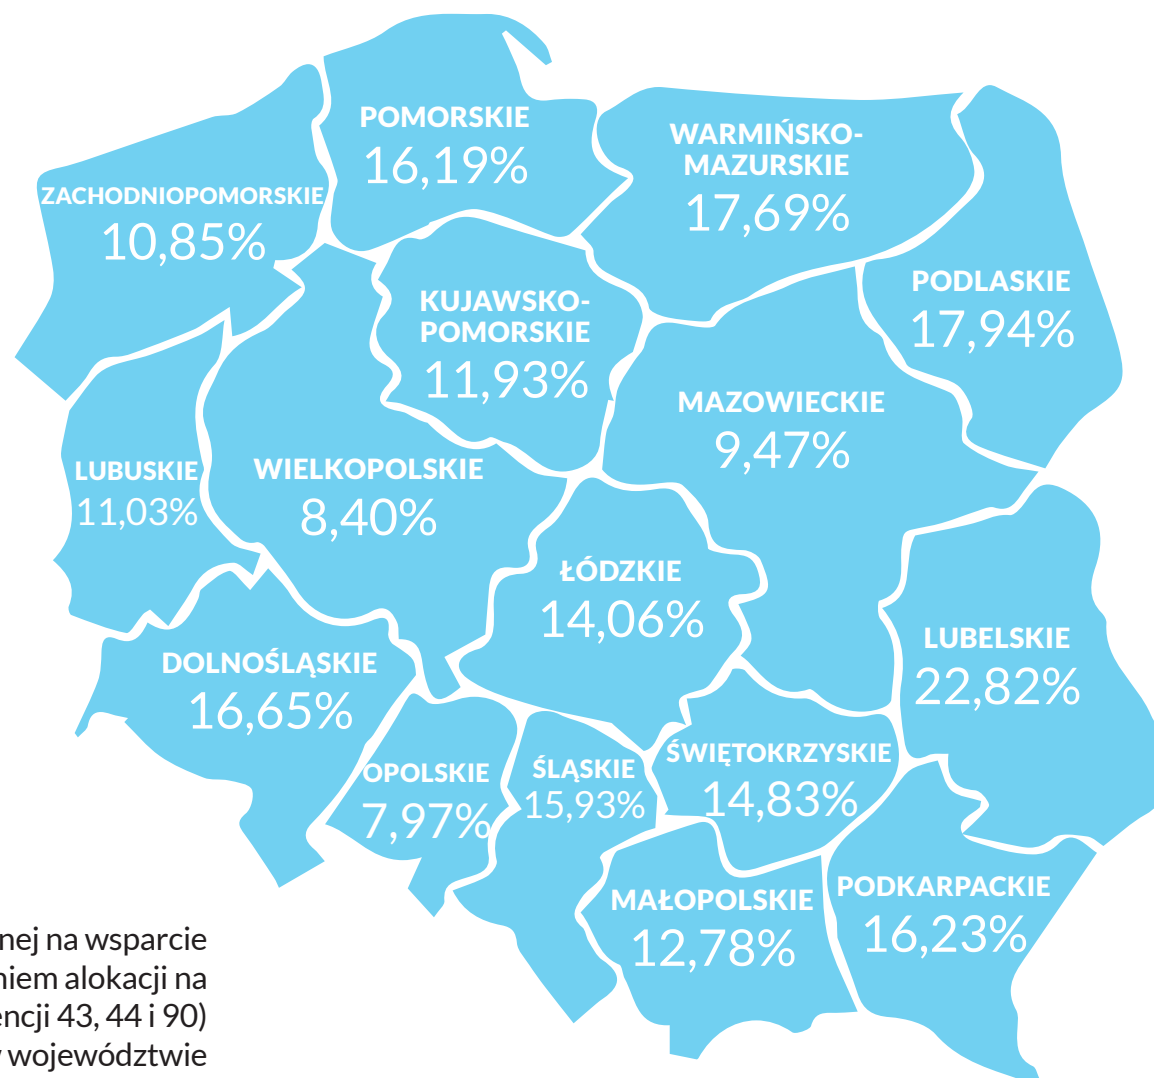 POMORSKIE
16,19%
WARMIŃSKO-
MAZURSKIE
17,69%
ZACHODNIOPOMORSKIE
10,85%
PODLASKIE
17,94%
KUJAWSKO-
POMORSKIE
11,93%
MAZOWIECKIE
9,47%
LUBUSKIE
11,03%
WIELKOPOLSKIE
8,40%
ŁÓDZKIE
14,06%
LUBELSKIE
22,82%
DOLNOŚLĄSKIE
16,65%
OPOLSKIE
7,97%
ŚLĄSKIE
15,93%
ŚWIĘTOKRZYSKIE
14,83%
MAŁOPOLSKIE
12,78%
PODKARPACKIE
16,23%
nej na wsparcie
niem alokacji na
encji 43, 44 i 90)
województwie